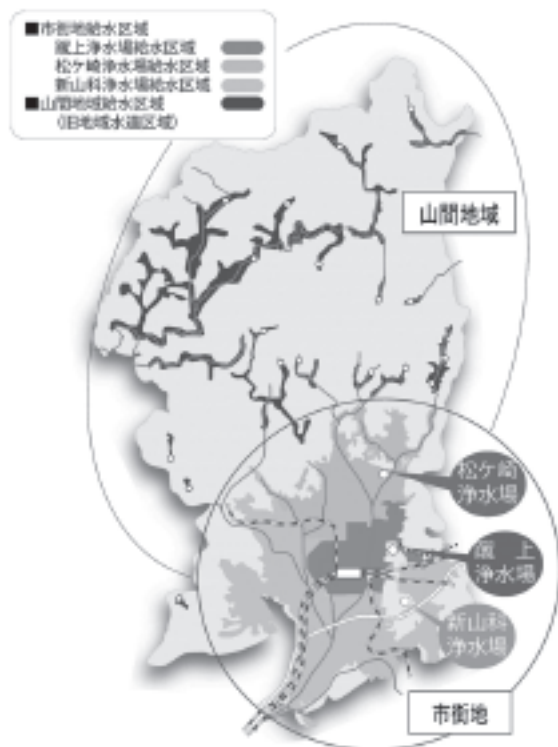 ■市街地給水区域
蹴上浄水場給水区域
松ケ崎浄水場給水区域
新山科浄水場給水区域
■山間地域給水区域
(旧地域水道区域)
山間地域
松ケ崎
浄水場
蹴上
浄水場
新山科
浄水場
市街地